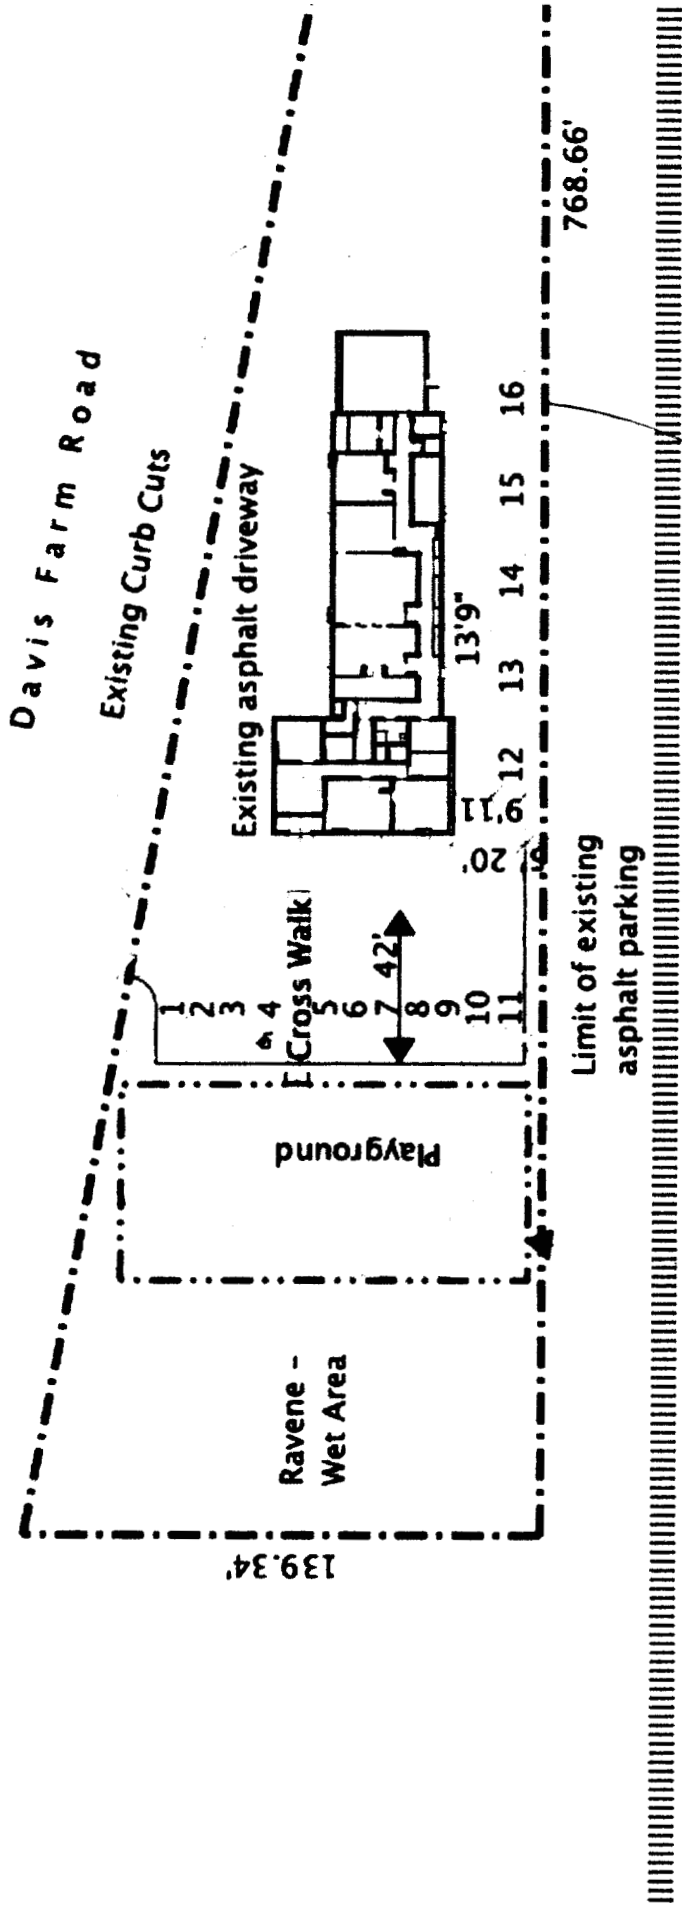 Davis Farm Road
Existing Curb Cuts
Existing asphalt driveway
768.66'
16
15
14
13
12
13'9"
9'11
20'
Cross Walk
42'
1
2
3
4
5
6
7
8
9
10
11
Limit of existing
asphalt parking
Playground
Ravene -
Wet Area
139.34'